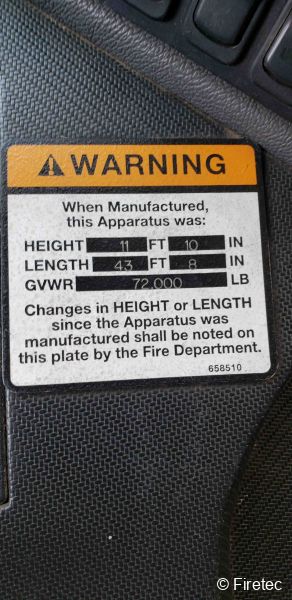 WARNING
When Manufactured,
this Apparatus was:
HEIGHT 11 FT 10 IN
LENGTH 43 FT 8 IN
GVWR 72,000 LB
Changes in HEIGHT or LENGTH
since the Apparatus was
manufactured shall be noted on
this plate by the Fire Department.
658510
© Firetec